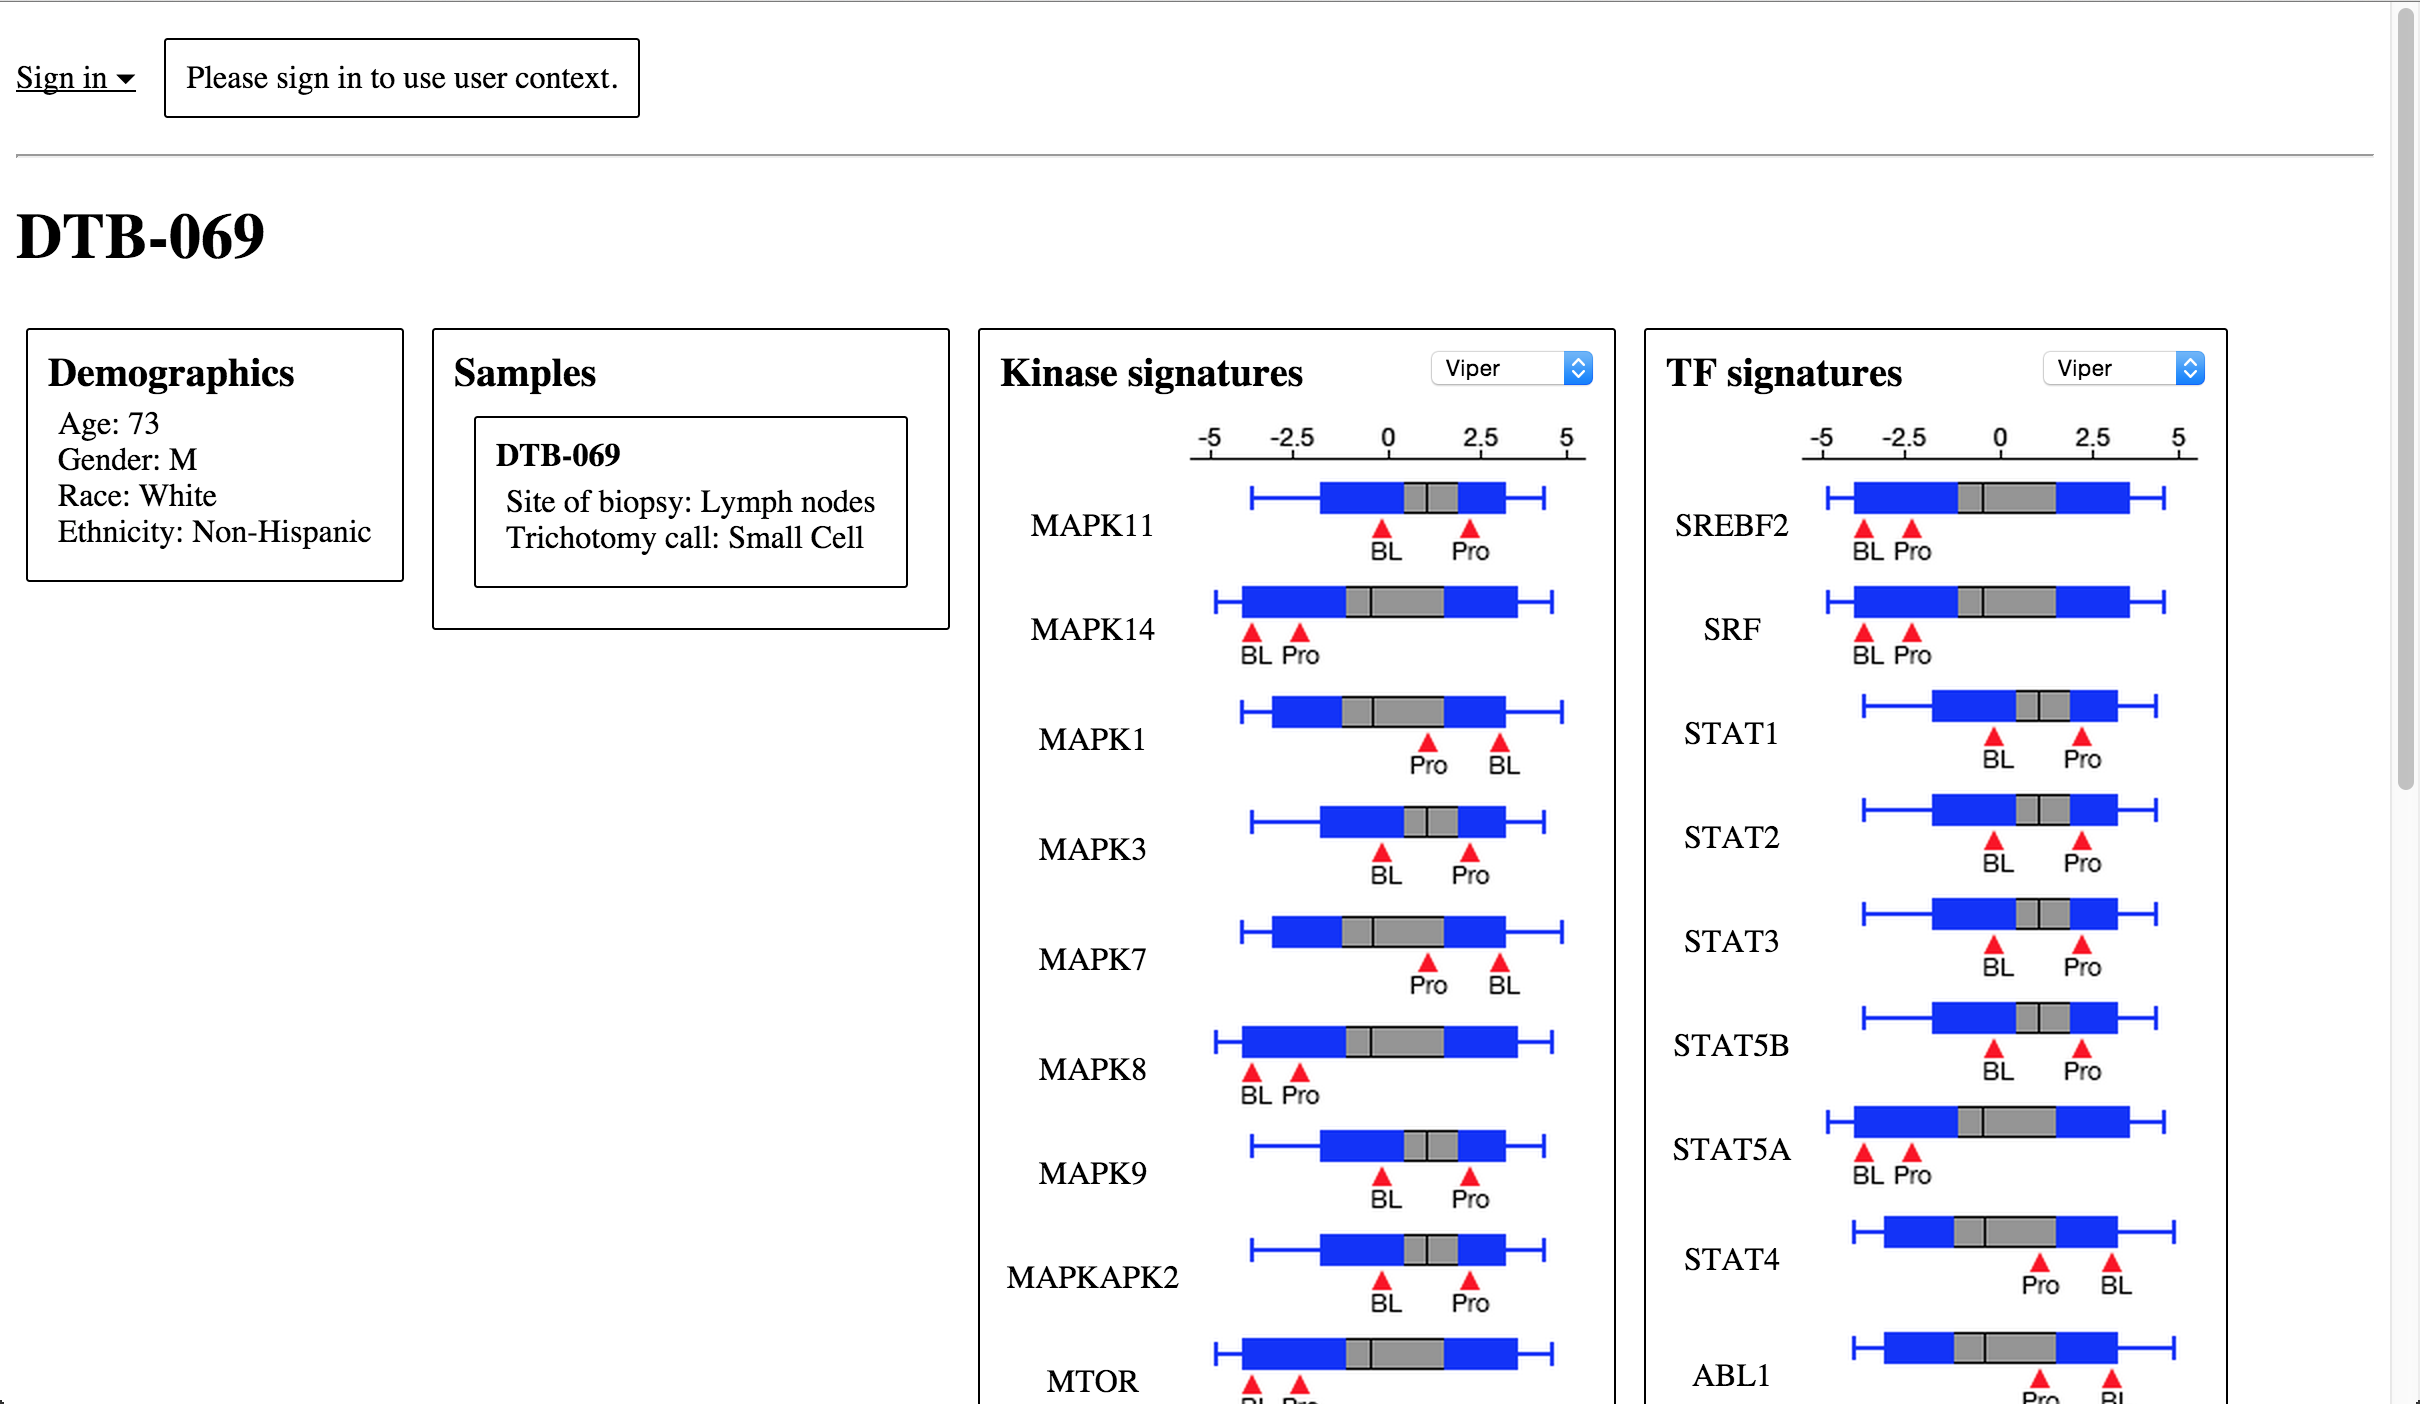 Sign in
Please sign in to use user context.
DTB-069
Demographics
Age: 73
Gender: M
Race: White
Ethnicity: Non-Hispanic
Samples
DTB-069
Site of biopsy: Lymph nodes
Trichotomy call: Small Cell
Kinase signatures
Viper
-5 -2.5 0 2.5 5
MAPK11
BL Pro
MAPK14
BL Pro
MAPK1
Pro BL
MAPK3
BL Pro
MAPK7
Pro BL
MAPK8
BL Pro
MAPK9
BL Pro
MAPKAPK2
BL Pro
MTOR
BL Pro
TF signatures
Viper
-5 -2.5 0 2.5 5
SREBF2
BL Pro
SRF
BL Pro
STAT1
BL Pro
STAT2
BL Pro
STAT3
BL Pro
STAT5B
BL Pro
STAT5A
BL Pro
STAT4
Pro BL
ABL1
Pro BL